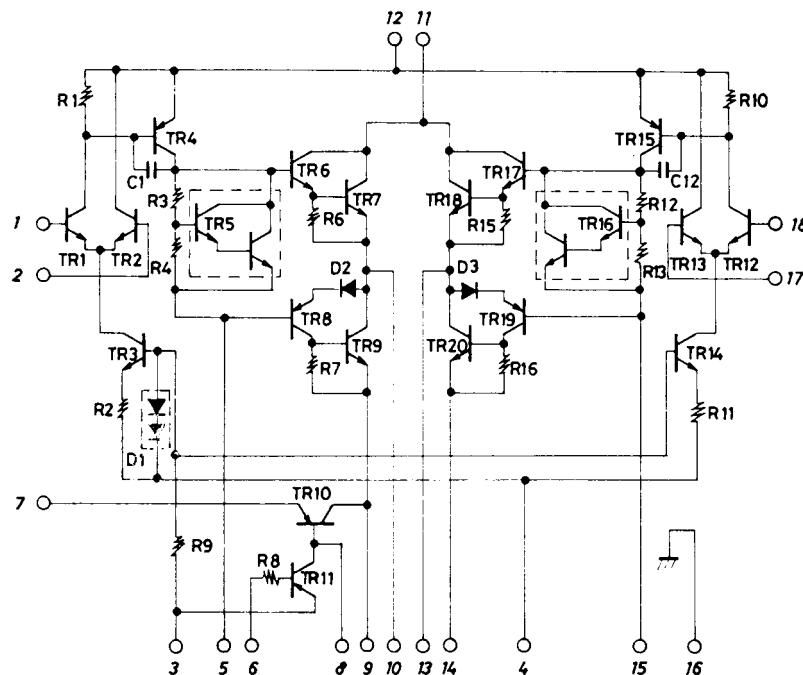 12 11
R1 R10
TR4 TR15
C1 TR6 TR17 C12
R3 TR5 TR7 TR18 TR16 R12
1 R6 R15 18
TR1 TR2 R4 D2 D3 R13 TR13 TR12
2 17
TR8 TR19
TR3 TR9 TR20 TR14
R7 R16
R2 R11
D1
7 TR10
R9 R8 TR11
3 5 6 8 9 10 13 14 4 15 16